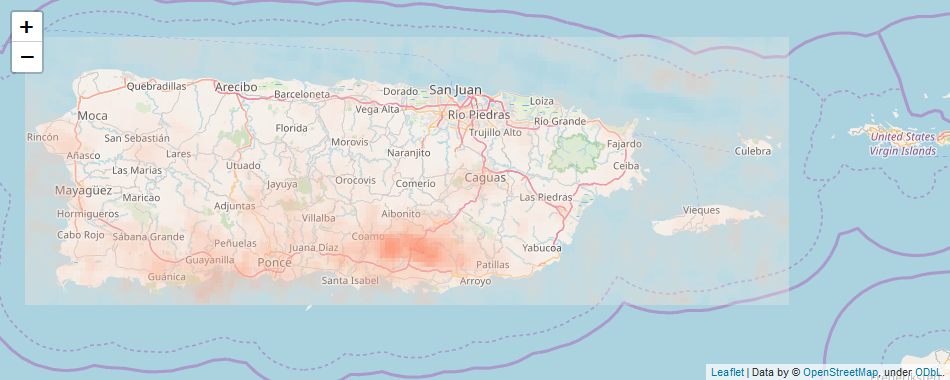 +
−
Quebradillas
Arecibo
Barceloneta
Dorado
San Juan
Loiza
Moca
Vega Alta
Río Piedras
Río Grande
Rincón
San Sebastián
Florida
Morovis
Trujillo Alto
Fajardo
United States
Virgin Islands
Añasco
Lares
Naranjito
Culebra
Las Marías
Utuado
Ceiba
Mayagüez
Maricao
Jayuya
Orocovis
Comerio
Caguas
Las Piedras
Hormigueros
Adjuntas
Villalba
Aibonito
Vieques
Cabo Rojo
Sábana Grande
Peñuelas
Juana Díaz
Coamo
Yabucoa
Guayanilla
Ponce
Patillas
Guánica
Santa Isabel
Arroyo
Leaflet | Data by © OpenStreetMap, under ODbL.